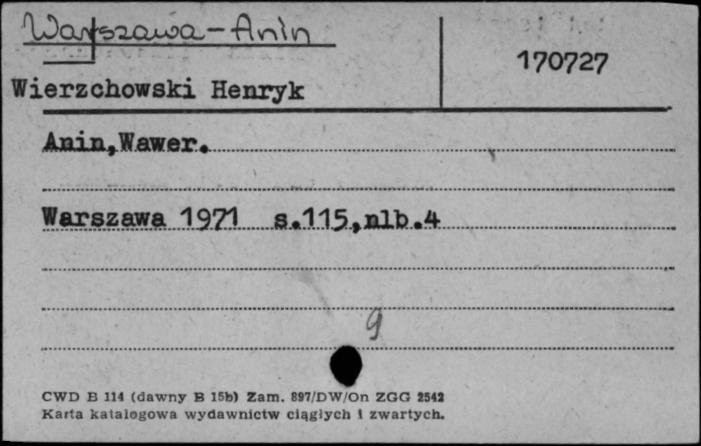 Warszawa-Anin
170727
Wierzchowski Henryk
Anin,Wawer.
Warszawa 1971 s.115,nlb.4
9
CWD B 114 (dawny B 15b) Zam. 897/DW/On ZGG 2542
Karta katalogowa wydawnictw ciągłych i zwartych.